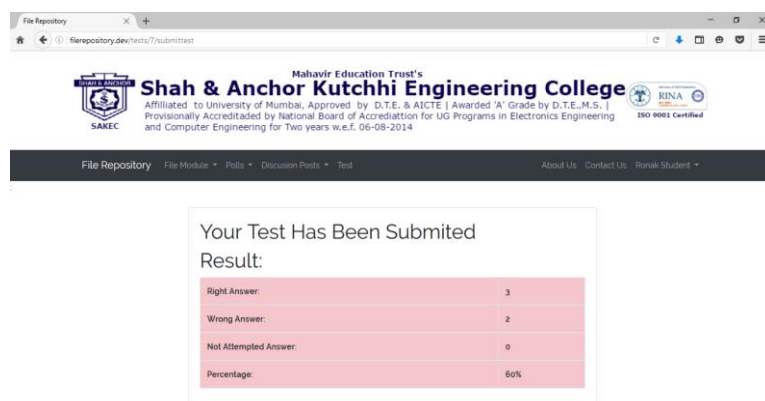 File Repository
filerepository.dev/tests/7/submittest
Mahavir Education Trust's
SHAH & ANCHOR
Shah & Anchor Kutchhi Engineering College
Affilliated to University of Mumbai, Approved by D.T.E. & AICTE | Awarded 'A' Grade by D.T.E.,M.S. |
Provisionally Accreditaded by National Board of Accrediattion for UG Programs in Electronics Engineering
and Computer Engineering for Two years w.e.f. 06-08-2014
SAKEC
RINA
ISO 9001 Certified
File Repository File Module Polls Discusion Posts Test About Us Contact Us Ronak Student
Your Test Has Been Submited
Result:
Right Answer: 3
Wrong Answer: 2
Not Attempted Answer: 0
Percentage: 60%